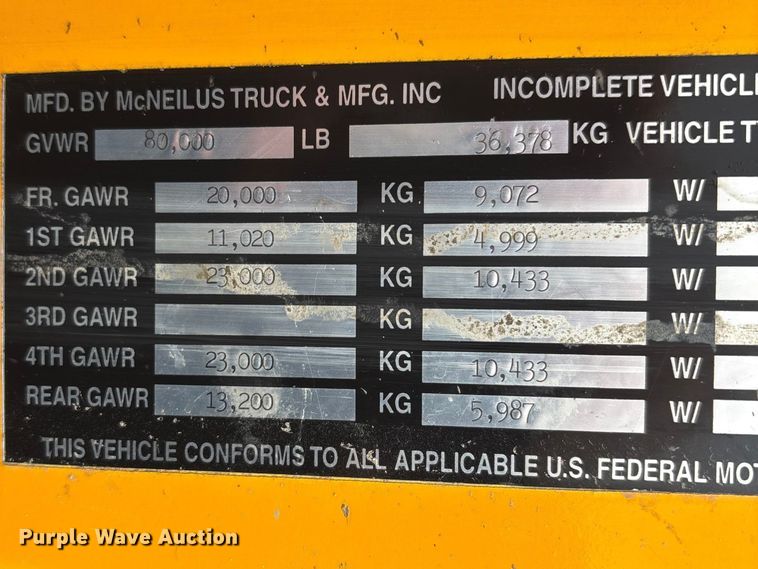 MFD. BY McNEILUS TRUCK & MFG. INC INCOMPLETE VEHICL
GVWR 80,000 LB 36,378 KG VEHICLE T
FR. GAWR 20,000 KG 9,072 W/
1ST GAWR 11,020 KG 4,999 W/
2ND GAWR 23,000 KG 10,433 W/
3RD GAWR KG W/
4TH GAWR 23,000 KG 10,433 W/
REAR GAWR 13,200 KG 5,987 W/
THIS VEHICLE CONFORMS TO ALL APPLICABLE U.S. FEDERAL MOT
Purple Wave Auction